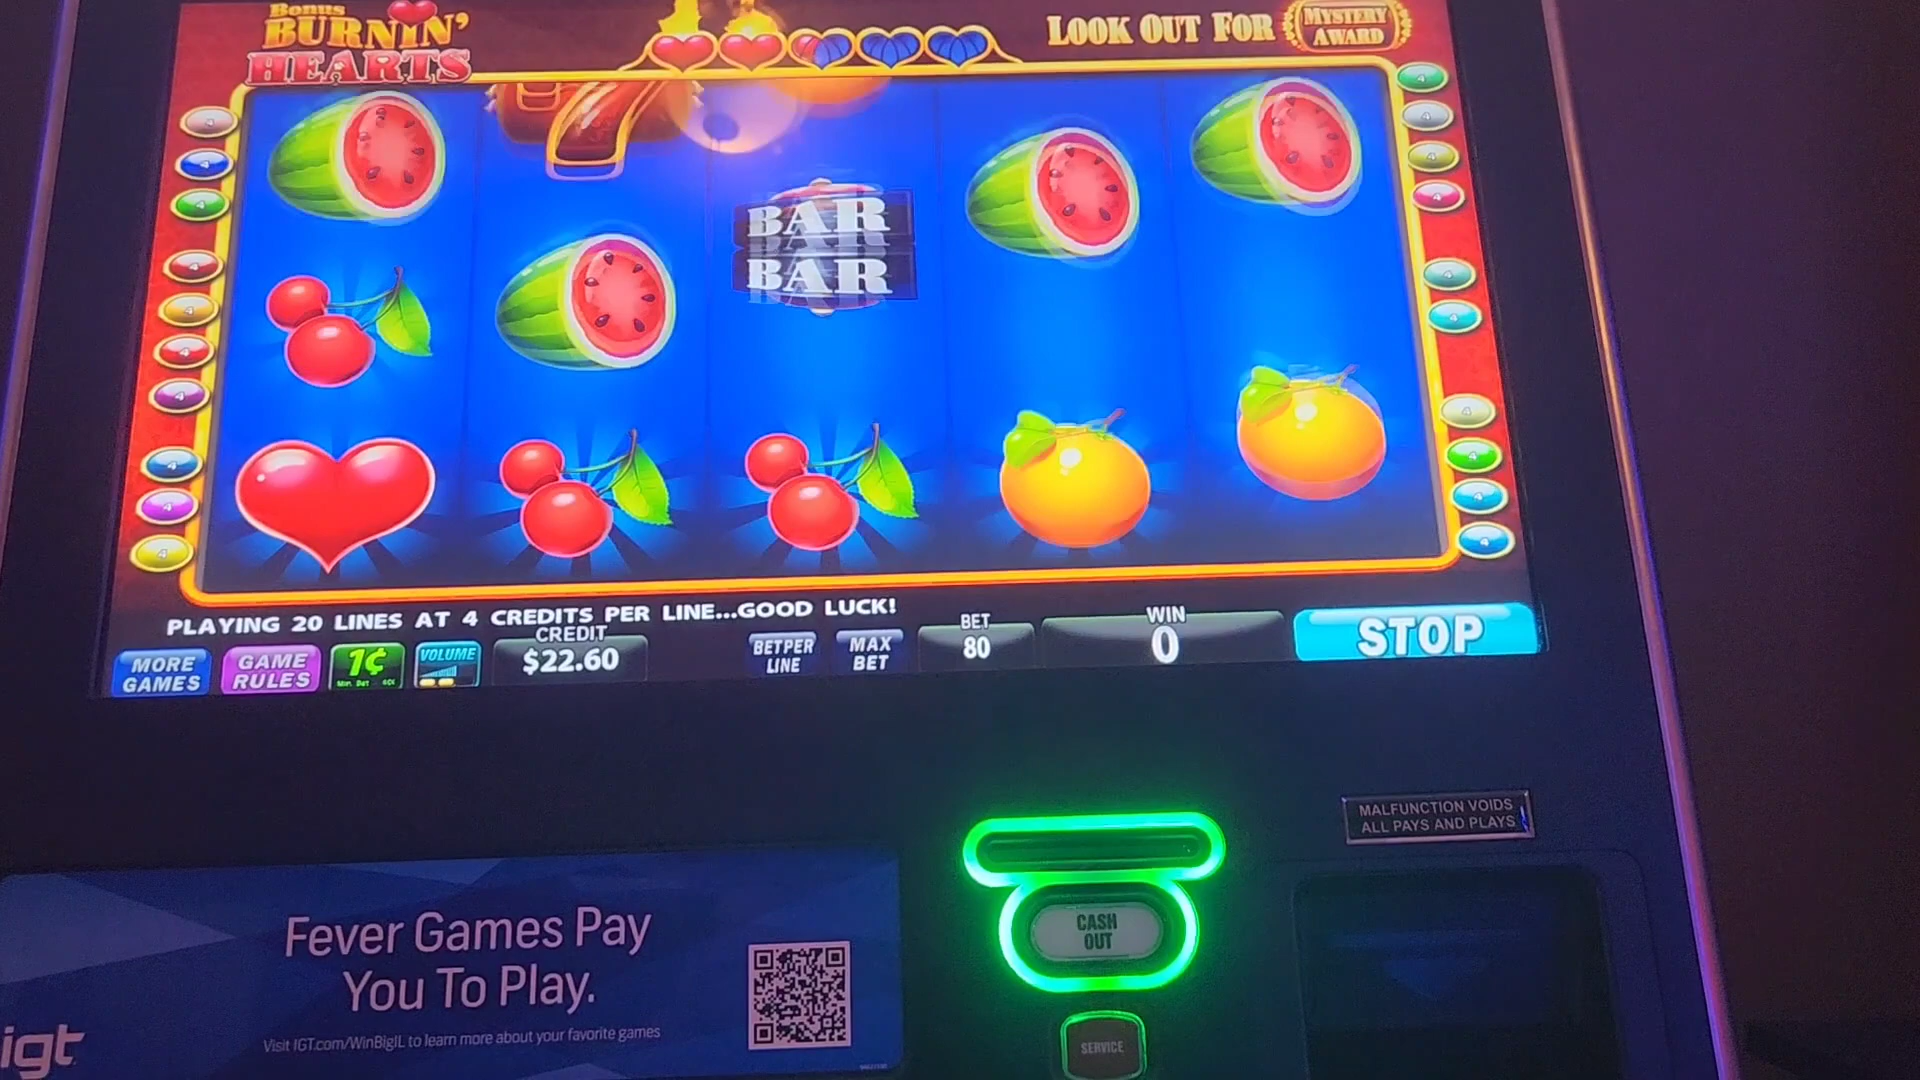 Bonus
BURNIN'
HEARTS
LOOK OUT FOR
MYSTERY
AWARD
BAR
BAR
PLAYING 20 LINES AT 4 CREDITS PER LINE...GOOD LUCK!
MORE
GAMES
GAME
RULES
1¢
VOLUME
CREDIT
$22.60
BET PER
LINE
MAX
BET
BET
80
WIN
0
STOP
MALFUNCTION VOIDS
ALL PAYS AND PLAYS
Fever Games Pay
You To Play.
Visit IGT.com/WinBigIL to learn more about your favorite games
igt
CASH
OUT
SERVICE